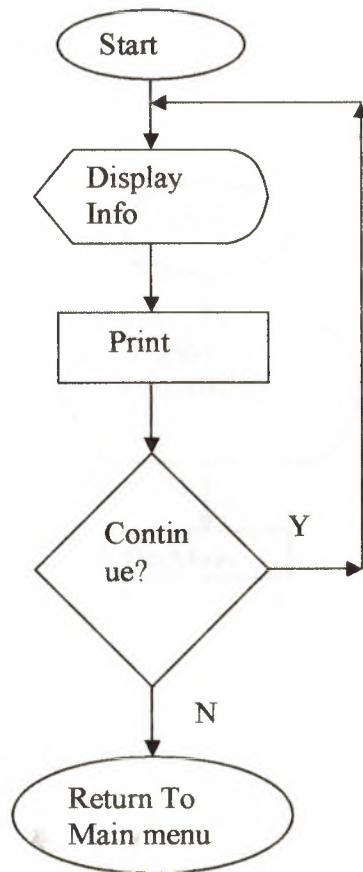 Start
Display
Info
Print
Contin
ue?
Y
N
Return To
Main menu